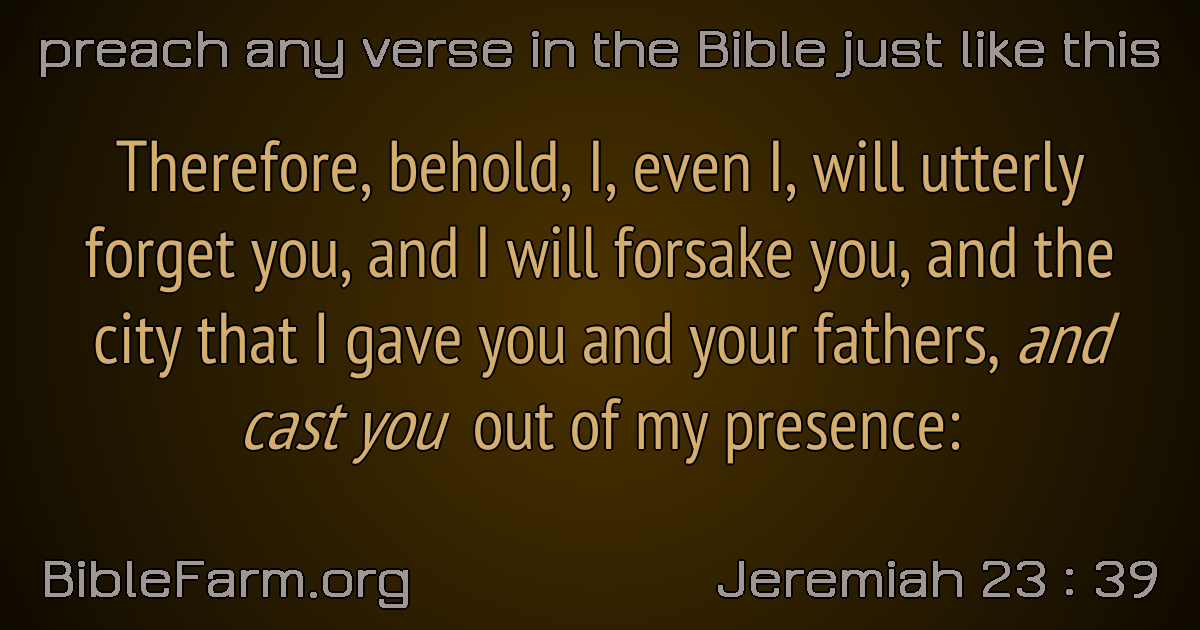 preach any verse in the Bible just like this
Therefore, behold, I, even I, will utterly
forget you, and I will forsake you, and the
city that I gave you and your fathers, and
cast you out of my presence:
BibleFarm.org
Jeremiah 23 : 39